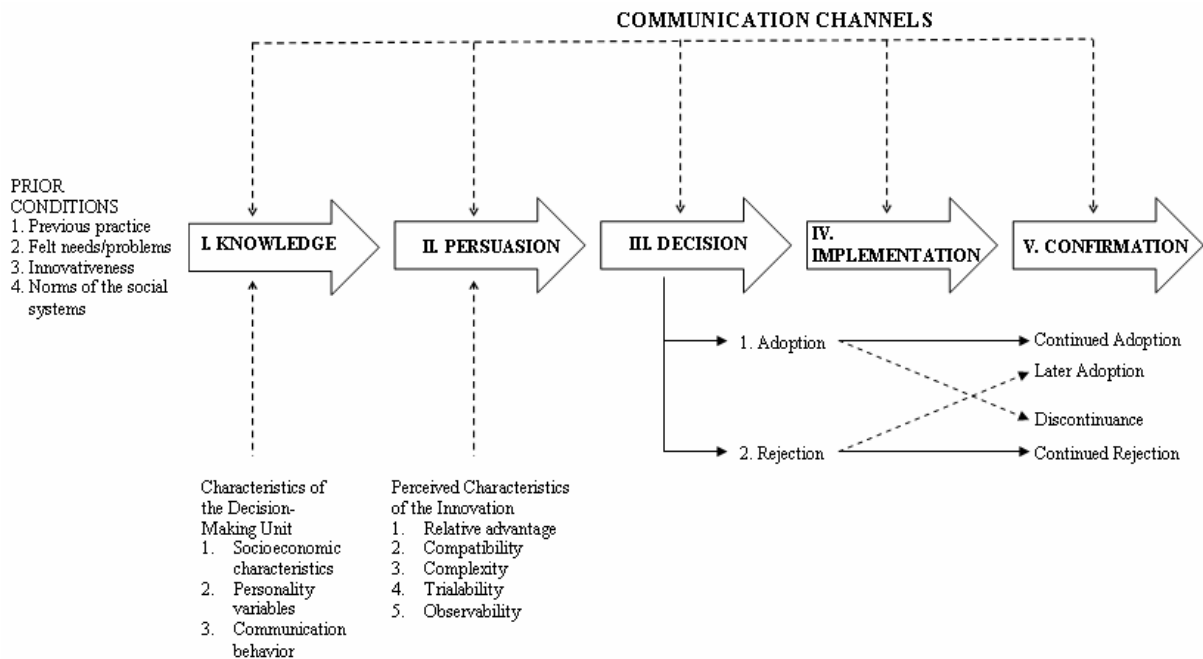 COMMUNICATION CHANNELS
PRIOR
CONDITIONS
1. Previous practice
2. Felt needs/problems
3. Innovativeness
4. Norms of the social
systems
I. KNOWLEDGE
II. PERSUASION
III. DECISION
IV.
IMPLEMENTATION
V. CONFIRMATION
1. Adoption
2. Rejection
Continued Adoption
Later Adoption
Discontinuance
Continued Rejection
Characteristics of
the Decision-
Making Unit
1. Socioeconomic
characteristics
2. Personality
variables
3. Communication
behavior
Perceived Characteristics
of the Innovation
1. Relative advantage
2. Compatibility
3. Complexity
4. Trialability
5. Observability